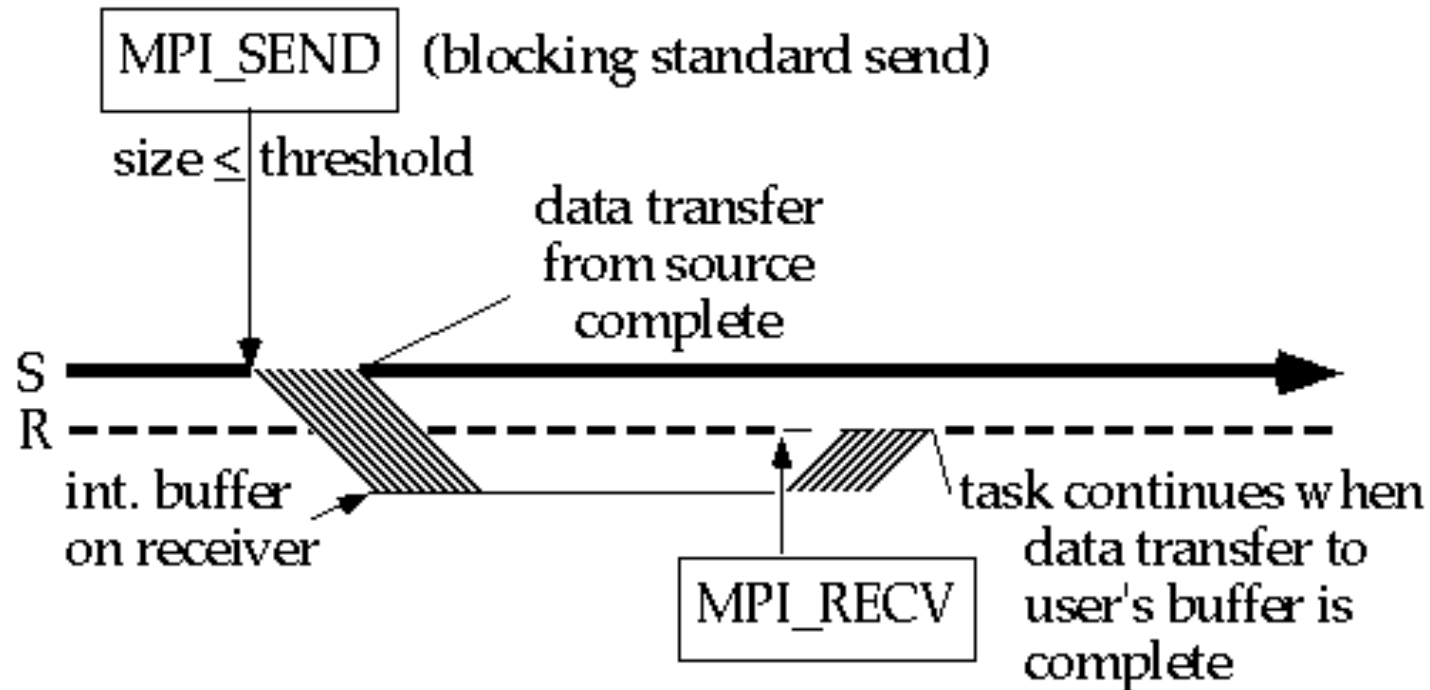 MPI_SEND (blocking standard send)
size ≤ threshold
data transfer
from source
complete
S
R
int. buffer
on receiver
task continues when
data transfer to
user's buffer is
complete
MPI_RECV